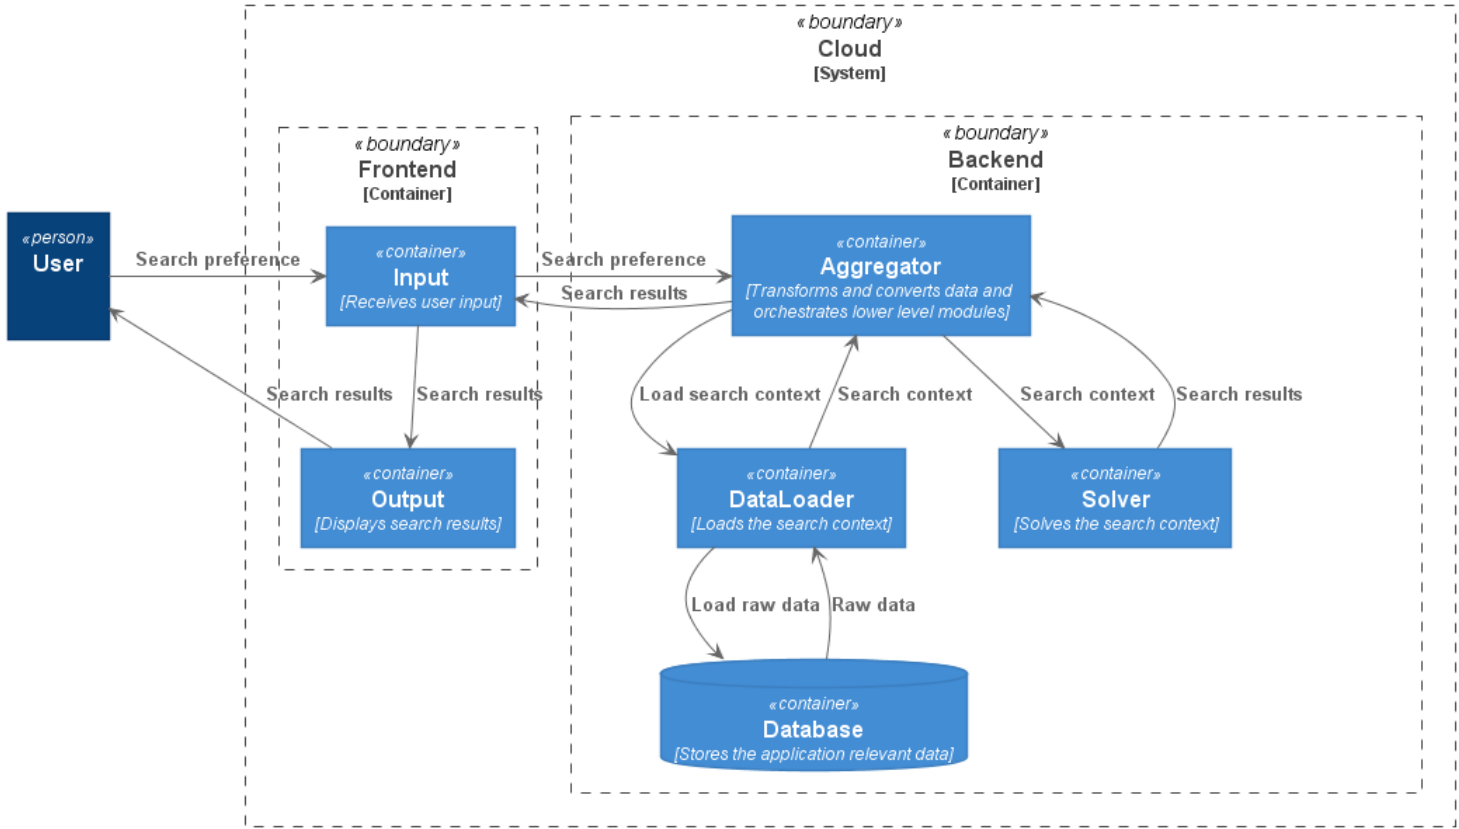 «boundary»
Cloud
[System]
«boundary»
Frontend
[Container]
«boundary»
Backend
[Container]
«person»
User
Search preference
«container»
Input
[Receives user input]
Search preference
Search results
«container»
Aggregator
[Transforms and converts data and
orchestrates lower level modules]
Search results
Search results
Load search context
Search context
Search context
Search results
«container»
Output
[Displays search results]
«container»
DataLoader
[Loads the search context]
«container»
Solver
[Solves the search context]
Load raw data
Raw data
«container»
Database
[Stores the application relevant data]